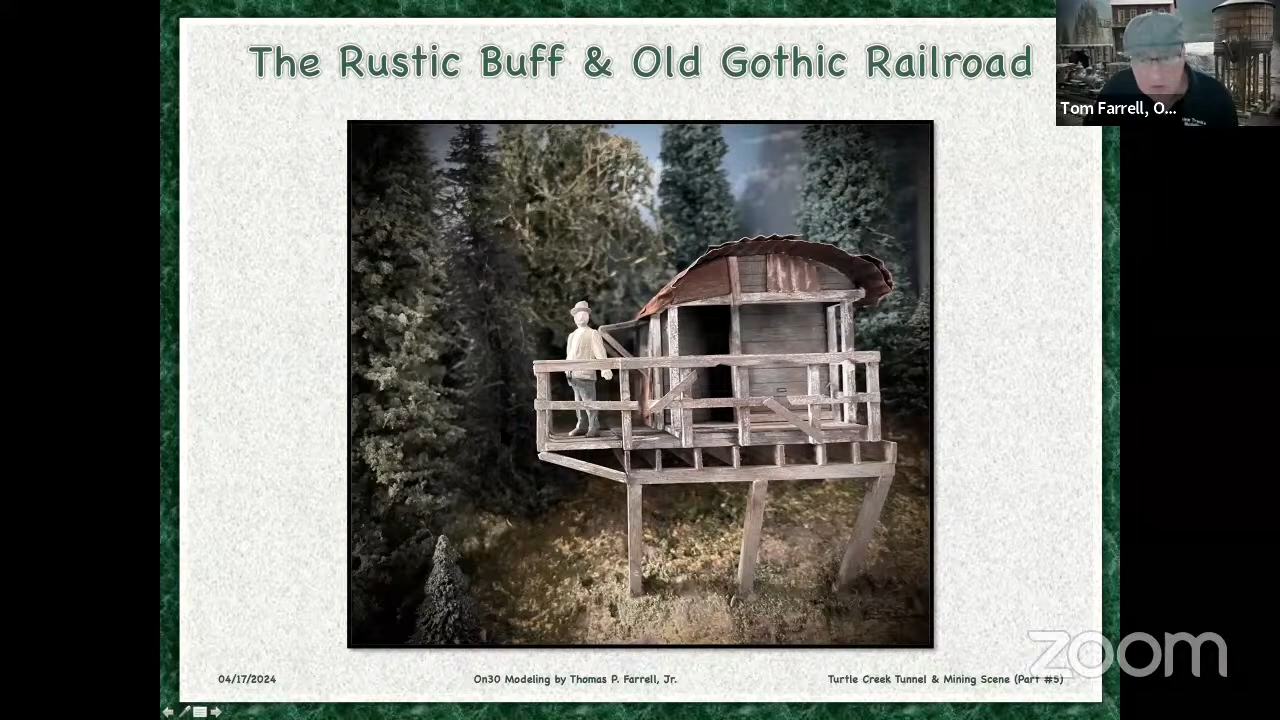 The Rustic Buff & Old Gothic Railroad
Tom Farrell, O...
04/17/2024
On30 Modeling by Thomas P. Farrell, Jr.
Turtle Creek Tunnel & Mining Scene (Part #5)
zoom